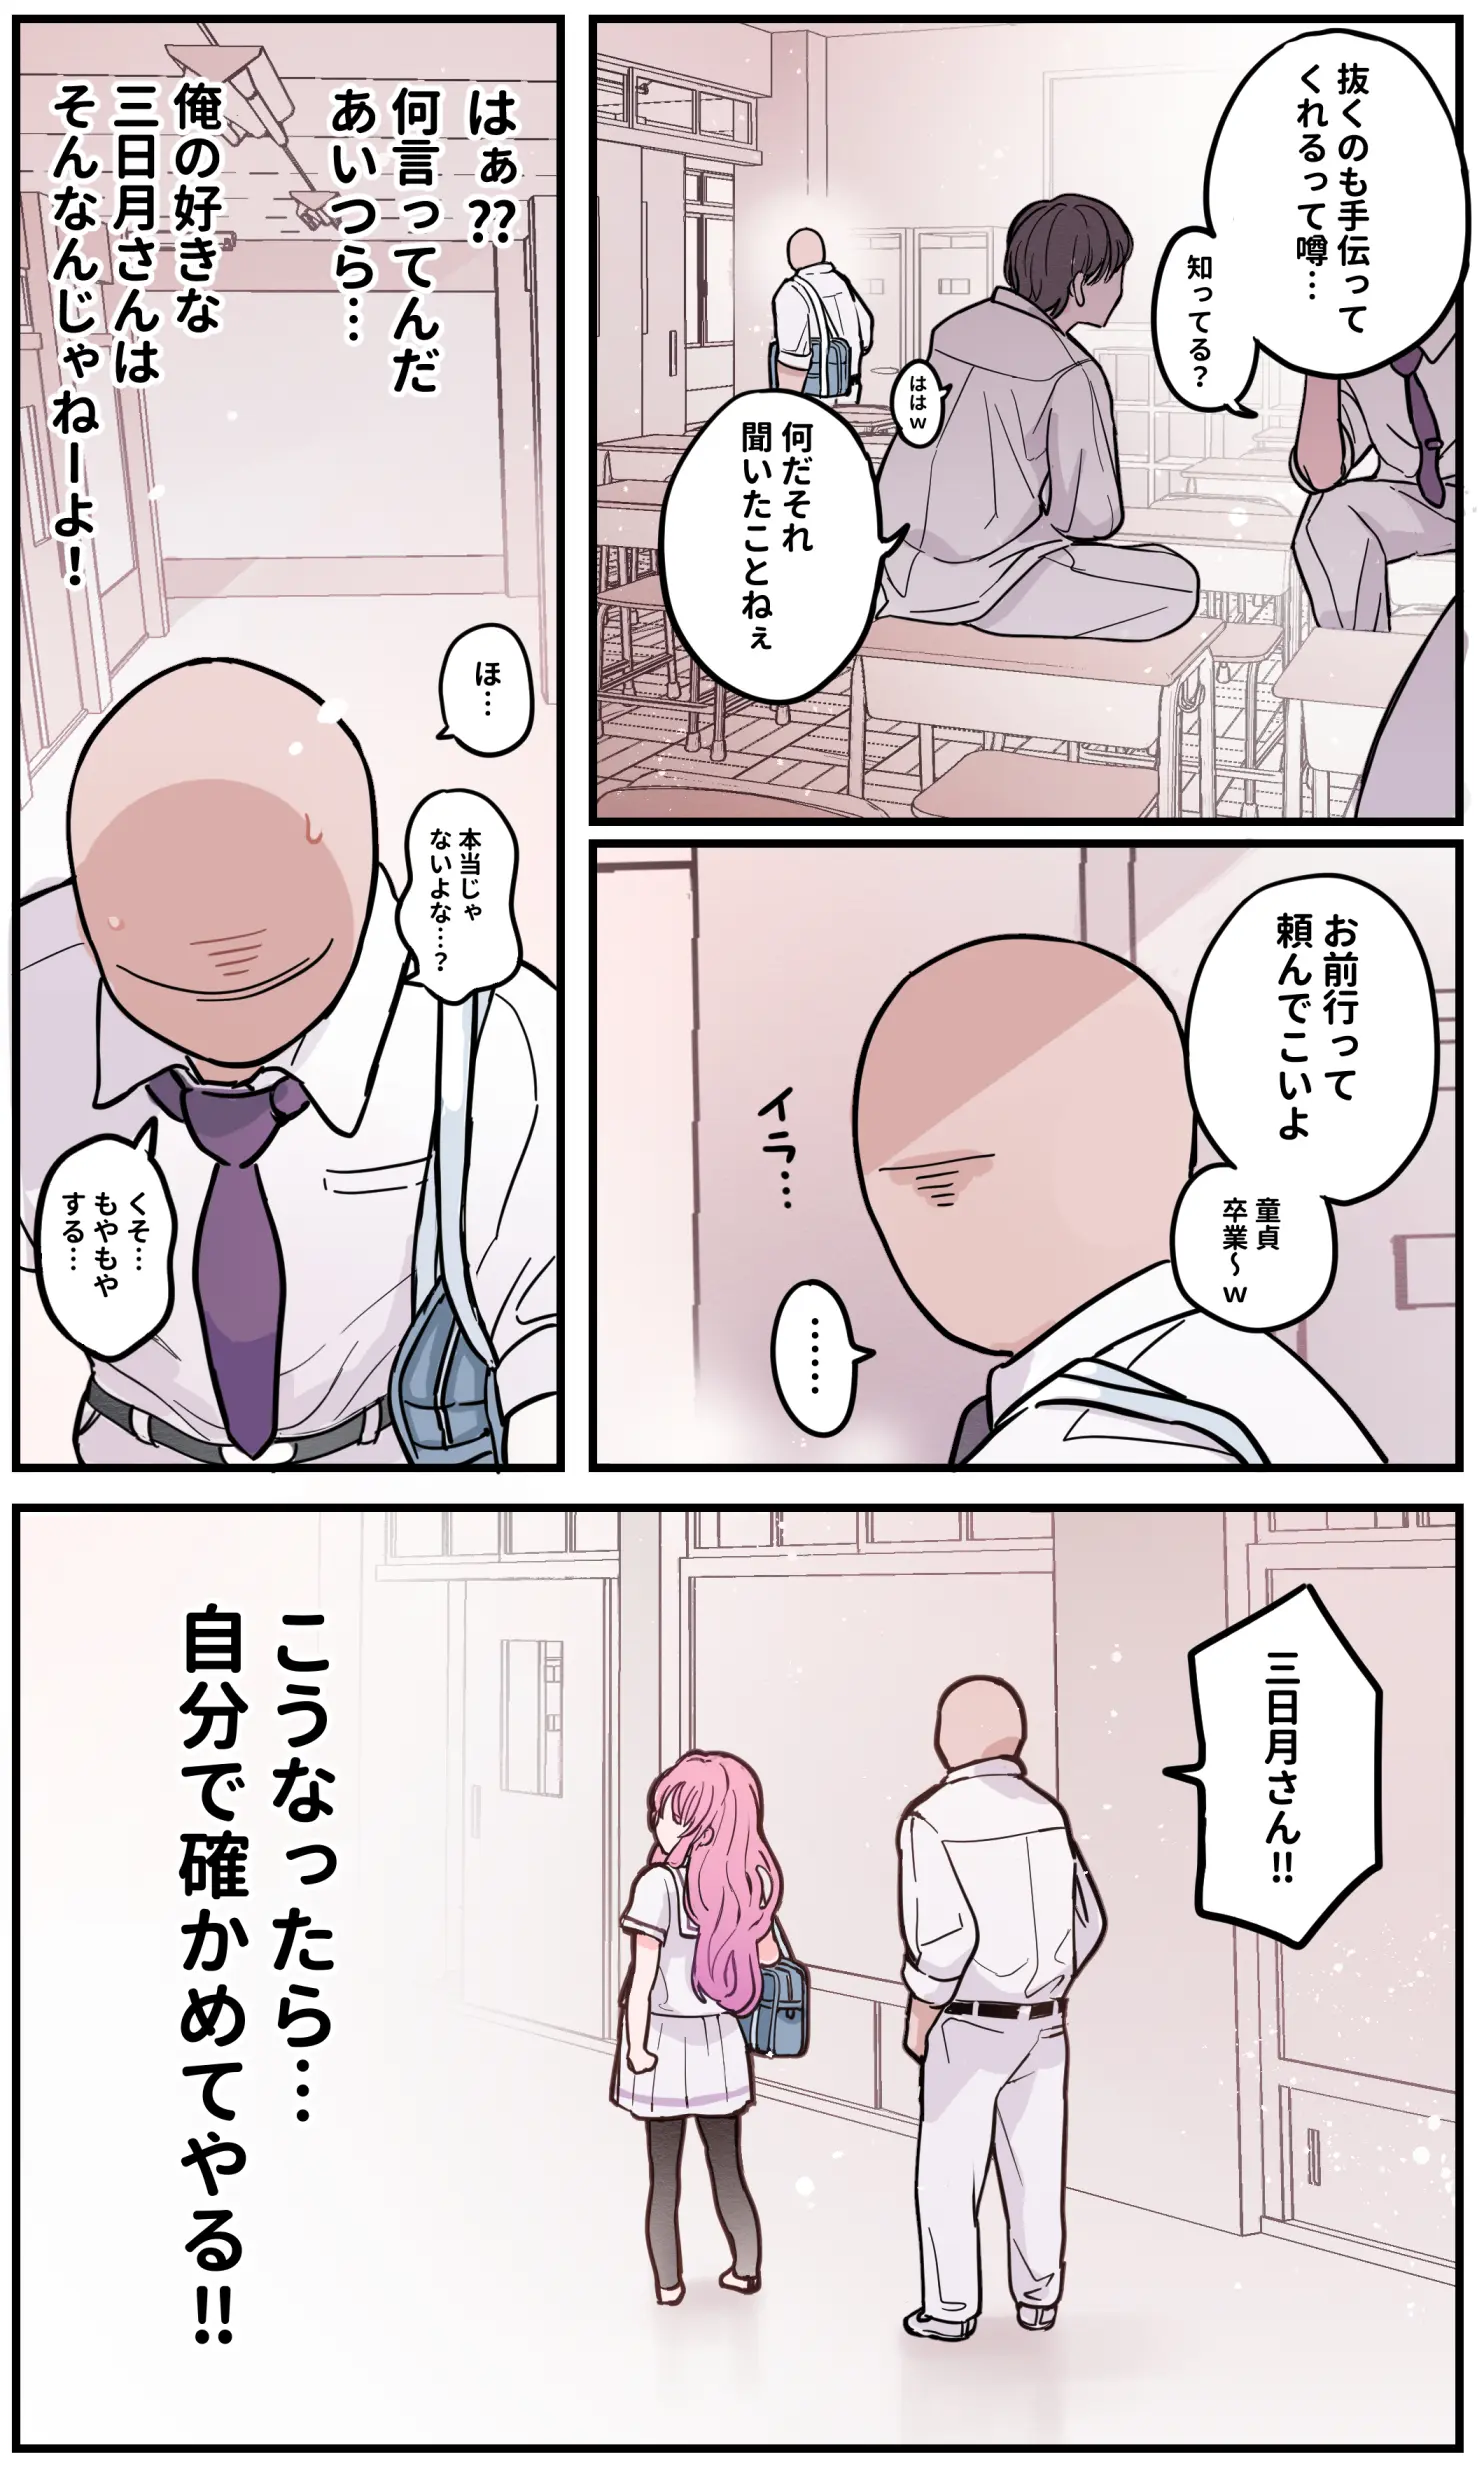 抜くのも手伝って
くれるって噂…
知ってる?
ははw
何だそれ
聞いたことねぇ
お前行って
頼んでこいよ
童貞
卒業～w
イラ…
……
はぁ??
何言ってんだ
あいつら…
俺の好きな
三日月さんは
そんなんじゃねーよ!
ほ…
本当じゃ
ないよな…?
くそ…
もやもや
する…
三日月さん!!
こうなったら…
自分で確かめてやる!!